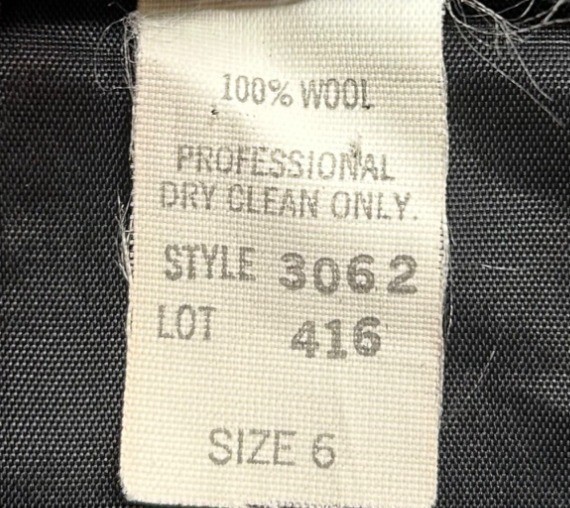 100% WOOL
PROFESSIONAL
DRY CLEAN ONLY.
STYLE 3062
LOT 416
SIZE 6